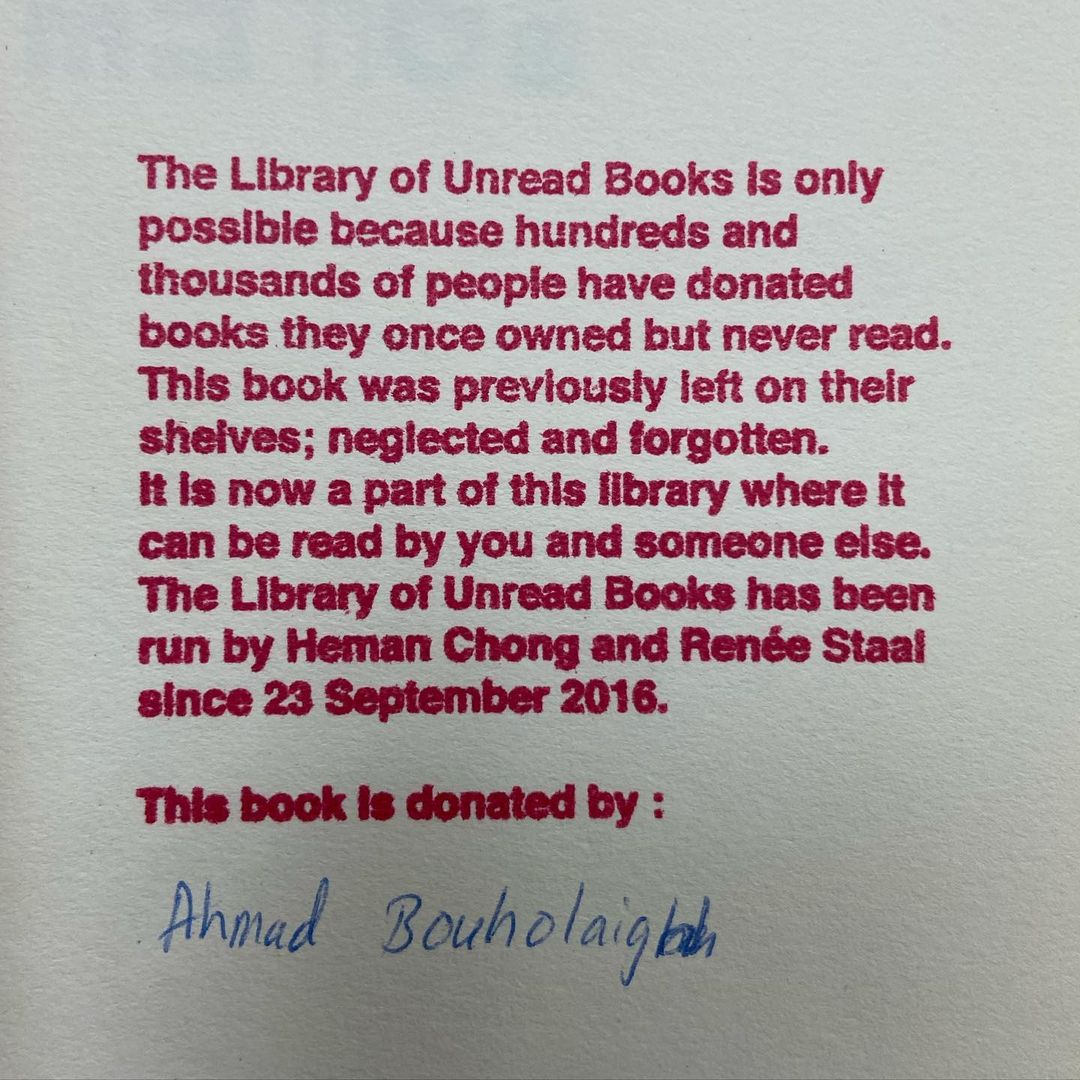 The Library of Unread Books is only
possible because hundreds and
thousands of people have donated
books they once owned but never read.
This book was previously left on their
shelves; neglected and forgotten.
It is now a part of this library where it
can be read by you and someone else.
The Library of Unread Books has been
run by Heman Chong and Renée Staal
since 23 September 2016.
This book is donated by :
Ahmad